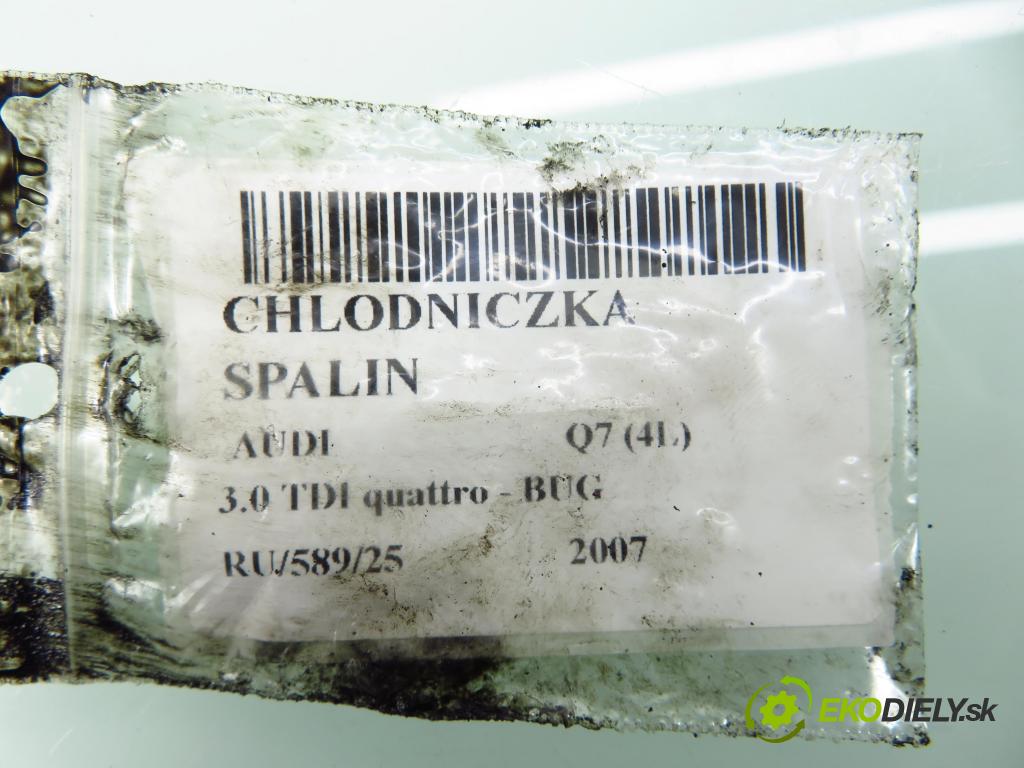 CHLODNICZKA
SPALIN
AUDI Q7 (4L)
3.0 TDI quattro - BUG
RU/589/25 2007
EKODIELY.sk